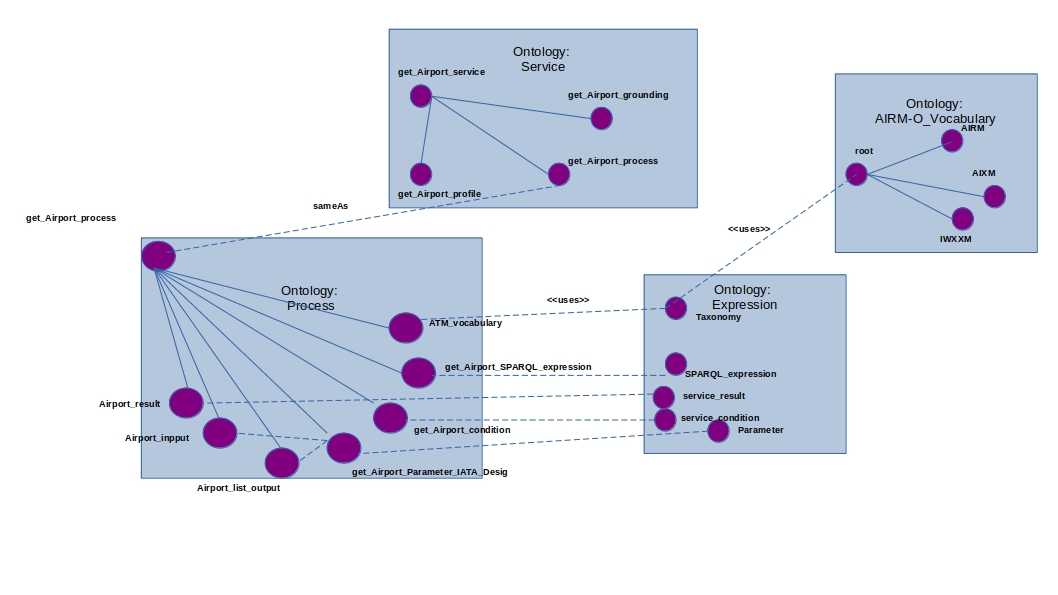 Ontology:
Service
get_Airport_service
get_Airport_grounding
get_Airport_process
get_Airport_profile
Ontology:
AIRM-O_Vocabulary
AIRM
root
AIXM
IWXXM
sameAs
get_Airport_process
<<uses>>
Ontology:
Process
<<uses>>
ATM_vocabulary
get_Airport_SPARQL_expression
Airport_result
get_Airport_condition
Airport_inpput
get_Airport_Parameter_IATA_Desig
Airport_list_output
Ontology:
Expression
Taxonomy
SPARQL_expression
service_result
service_condition
Parameter